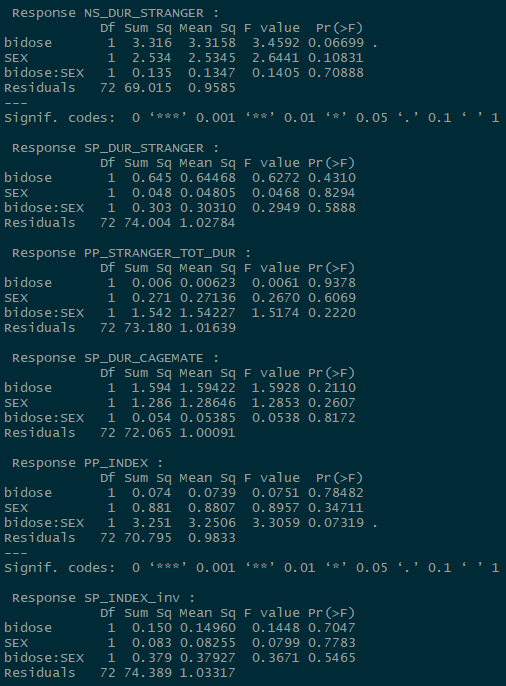 Response NS_DUR_STRANGER :
Df Sum Sq Mean Sq F value Pr(>F)
bidose 1 3.316 3.3158 3.4592 0.06699 .
SEX 1 2.534 2.5345 2.6441 0.10831
bidose:SEX 1 0.135 0.1347 0.1405 0.70888
Residuals 72 69.015 0.9585
---
Signif. codes: 0 ‘***’ 0.001 ‘**’ 0.01 ‘*’ 0.05 ‘.’ 0.1 ‘ ’ 1
Response SP_DUR_STRANGER :
Df Sum Sq Mean Sq F value Pr(>F)
bidose 1 0.645 0.64468 0.6272 0.4310
SEX 1 0.048 0.04805 0.0468 0.8294
bidose:SEX 1 0.303 0.30310 0.2949 0.5888
Residuals 72 74.004 1.02784
Response PP_STRANGER_TOT_DUR :
Df Sum Sq Mean Sq F value Pr(>F)
bidose 1 0.006 0.00623 0.0061 0.9378
SEX 1 0.271 0.27136 0.2670 0.6069
bidose:SEX 1 1.542 1.54227 1.5174 0.2220
Residuals 72 73.180 1.01639
Response SP_DUR_CAGEMATE :
Df Sum Sq Mean Sq F value Pr(>F)
bidose 1 1.594 1.59422 1.5928 0.2110
SEX 1 1.286 1.28646 1.2853 0.2607
bidose:SEX 1 0.054 0.05385 0.0538 0.8172
Residuals 72 72.065 1.00091
Response PP_INDEX :
Df Sum Sq Mean Sq F value Pr(>F)
bidose 1 0.074 0.0739 0.0751 0.78482
SEX 1 0.881 0.8807 0.8957 0.34711
bidose:SEX 1 3.251 3.2506 3.3059 0.07319 .
Residuals 72 70.795 0.9833
---
Signif. codes: 0 ‘***’ 0.001 ‘**’ 0.01 ‘*’ 0.05 ‘.’ 0.1 ‘ ’ 1
Response SP_INDEX_inv :
Df Sum Sq Mean Sq F value Pr(>F)
bidose 1 0.150 0.14960 0.1448 0.7047
SEX 1 0.083 0.08255 0.0799 0.7783
bidose:SEX 1 0.379 0.37927 0.3671 0.5465
Residuals 72 74.389 1.03317